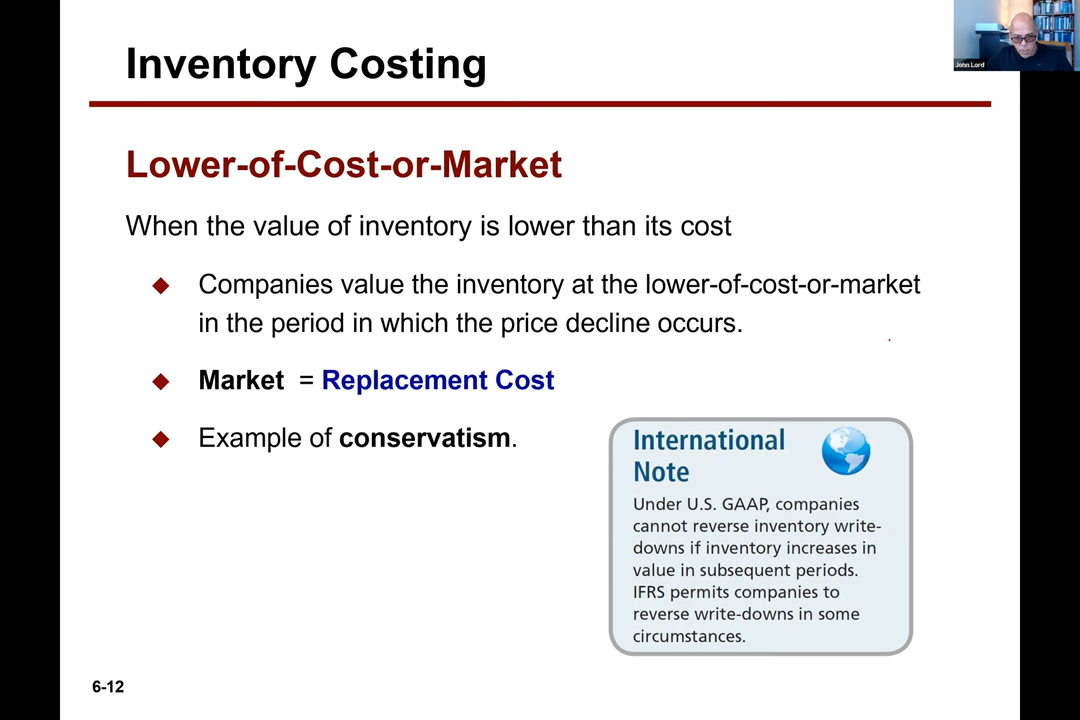 Inventory Costing
John Lord
Lower-of-Cost-or-Market
When the value of inventory is lower than its cost
Companies value the inventory at the lower-of-cost-or-market
in the period in which the price decline occurs.
Market = Replacement Cost
Example of conservatism.
International
Note
Under U.S. GAAP, companies
cannot reverse inventory write-
downs if inventory increases in
value in subsequent periods.
IFRS permits companies to
reverse write-downs in some
circumstances.
6-12